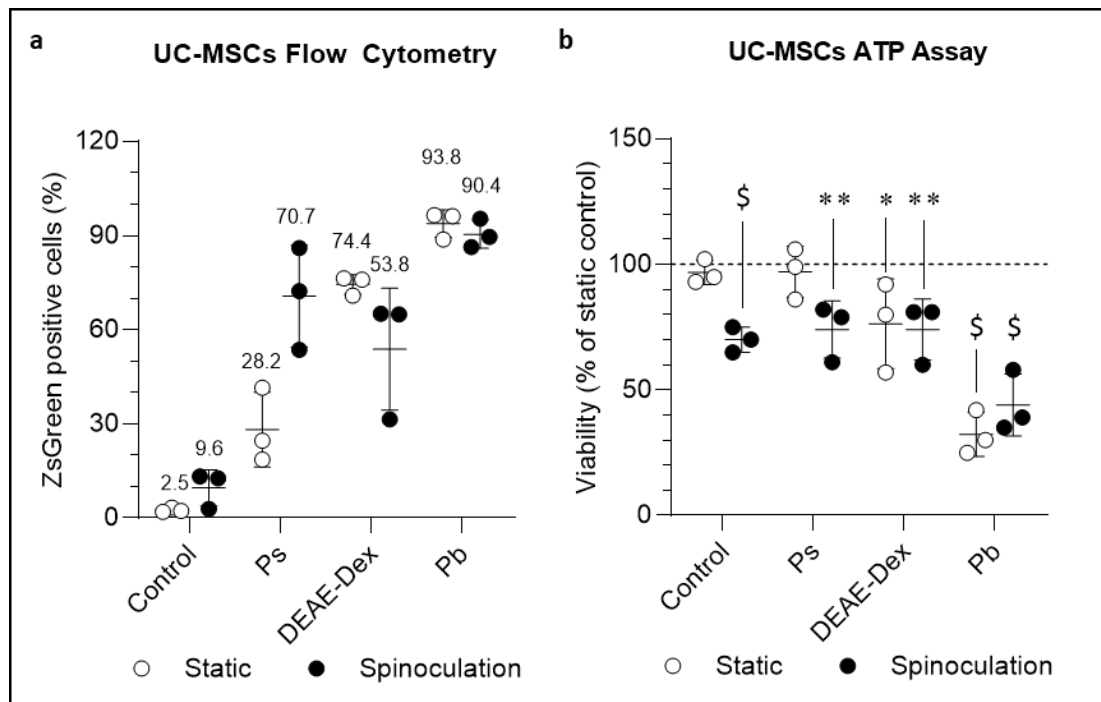 a
UC-MSCs Flow Cytometry
ZsGreen positive cells (%)
120
90
60
30
0
2.5
9.6
28.2
70.7
74.4
53.8
93.8
90.4
Control
Ps
DEAE-Dex
Pb
Static
Spinoculation
b
UC-MSCs ATP Assay
Viability (% of static control)
150
100
50
0
$
**
*
**
$
$
Control
Ps
DEAE-Dex
Pb
Static
Spinoculation